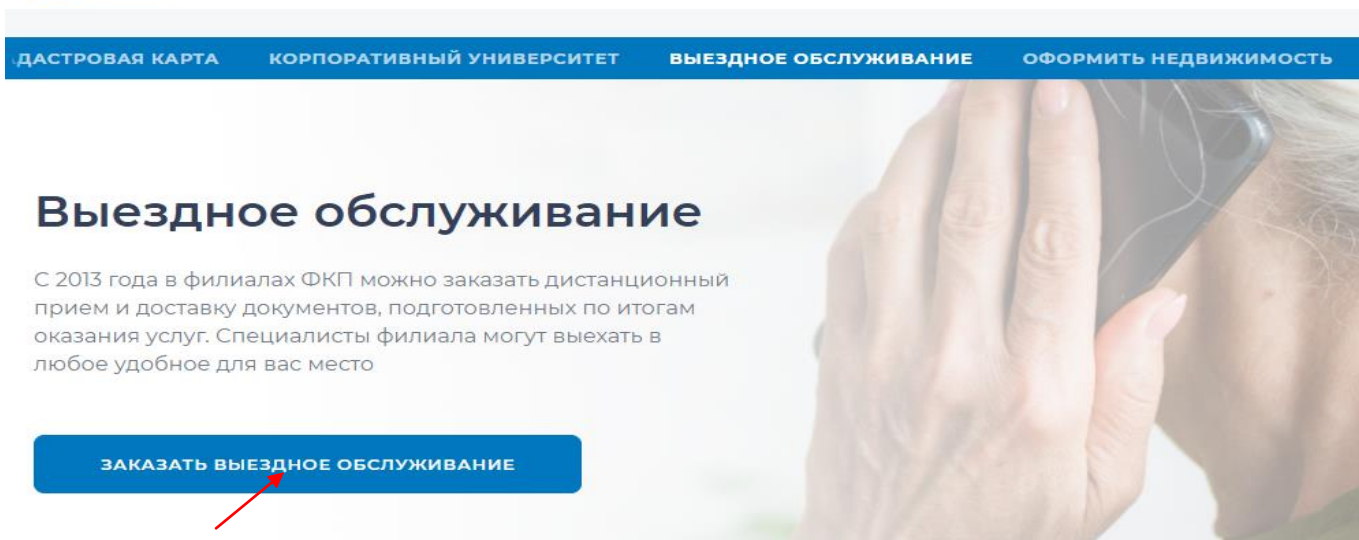 ДАСТРОВАЯ КАРТА КОРПОРАТИВНЫЙ УНИВЕРСИТЕТ ВЫЕЗДНОЕ ОБСЛУЖИВАНИЕ ОФОРМИТЬ НЕДВИЖИМОСТЬ
Выездное обслуживание
С 2013 года в филиалах ФКП можно заказать дистанционный
прием и доставку документов, подготовленных по итогам
оказания услуг. Специалисты филиала могут выехать в
любое удобное для вас место
ЗАКАЗАТЬ ВЫЕЗДНОЕ ОБСЛУЖИВАНИЕ